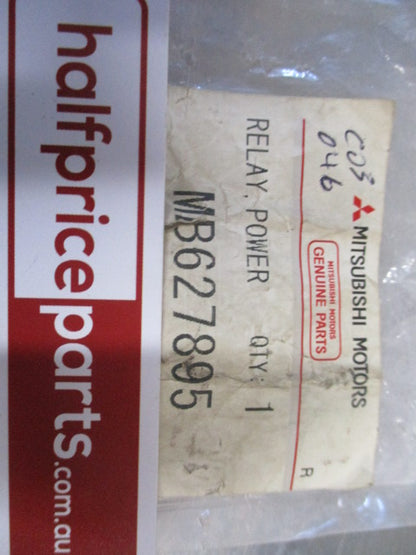 C03
046
MITSUBISHI MOTORS
MITSUBISHI MOTORS
GENUINE PARTS
R
RELAY, POWER QTY: 1
MB627895
halfpriceparts.com.au